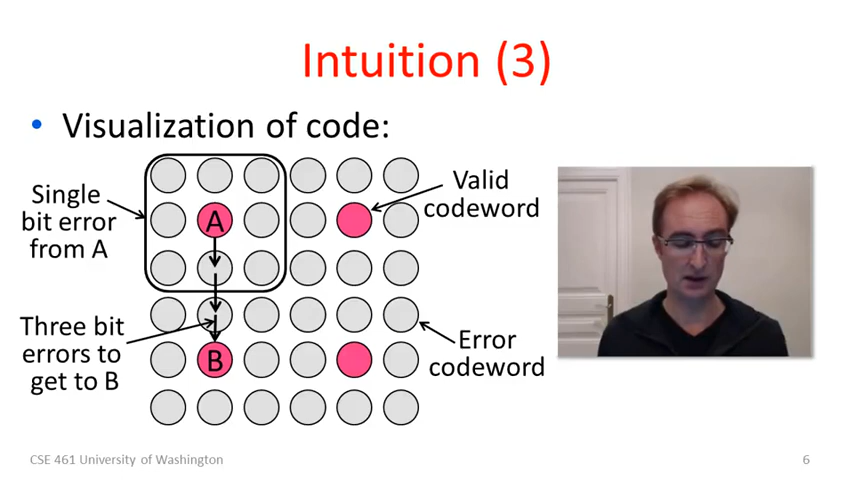 Intuition (3)
• Visualization of code:
Single
bit error
from A
A
Valid
codeword
Three bit
errors to
get to B
B
Error
codeword
CSE 461 University of Washington
6